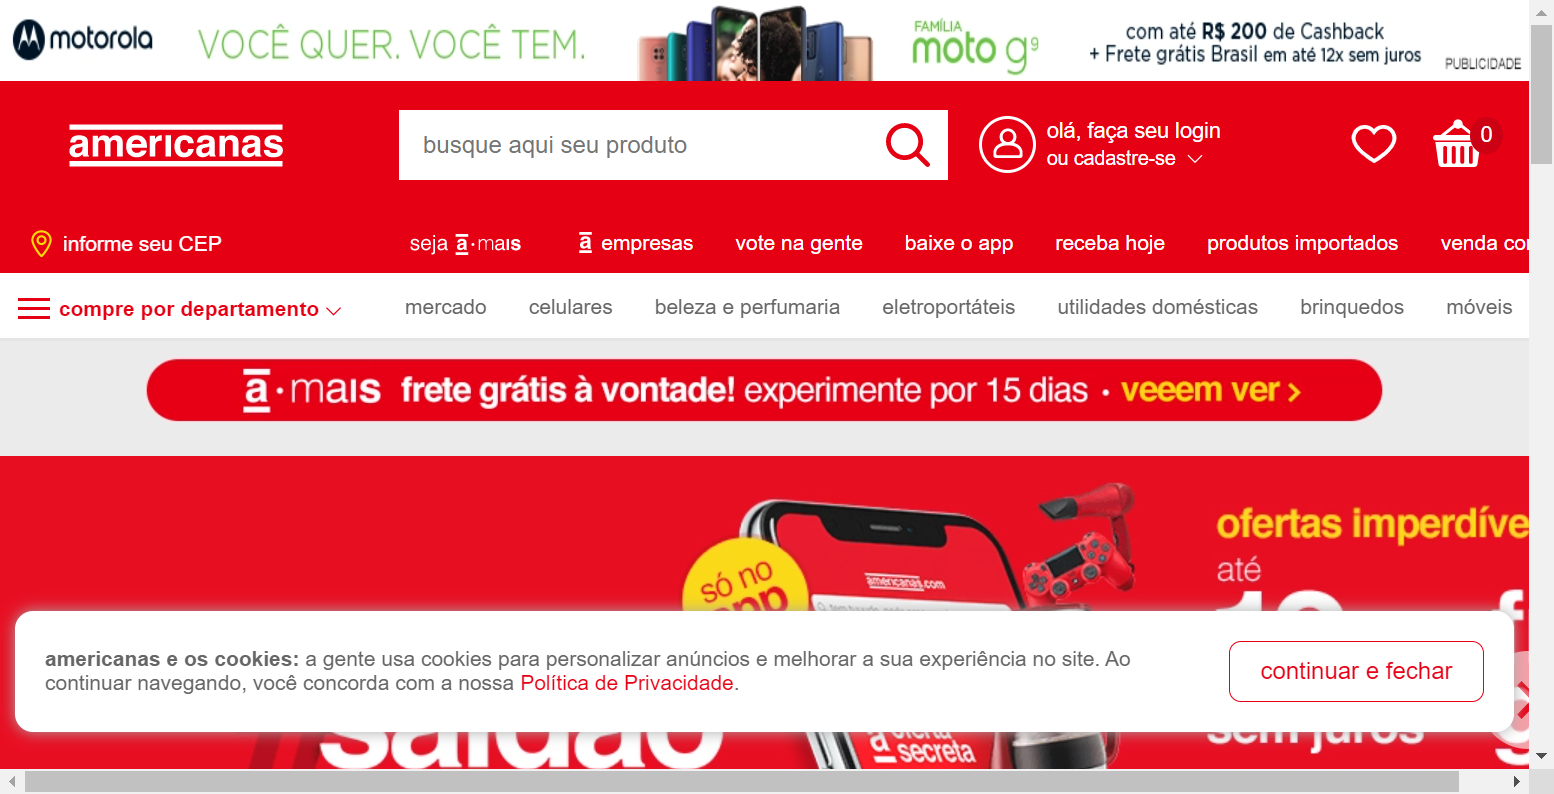 motorola
VOCÊ QUER. VOCÊ TEM.
FAMÍLIA
moto g9
com até R$ 200 de Cashback
+ Frete grátis Brasil em até 12x sem juros
PUBLICIDADE
americanas
busque aqui seu produto
olá, faça seu login
ou cadastre-se
0
informe seu CEP
seja a·mais
a empresas
vote na gente
baixe o app
receba hoje
produtos importados
venda
compre por departamento
mercado
celulares
beleza e perfumaria
eletroportáteis
utilidades domésticas
brinquedos
móveis
a·mais frete grátis à vontade! experimente por 15 dias · veeem ver >
só no
app
americanas.com
ofertas
até
americanas e os cookies: a gente usa cookies para personalizar anúncios e melhorar a sua experiência no site. Ao
continuar navegando, você concorda com a nossa Política de Privacidade.
continuar e fechar
saldão
a oferta
secreta
sem juros